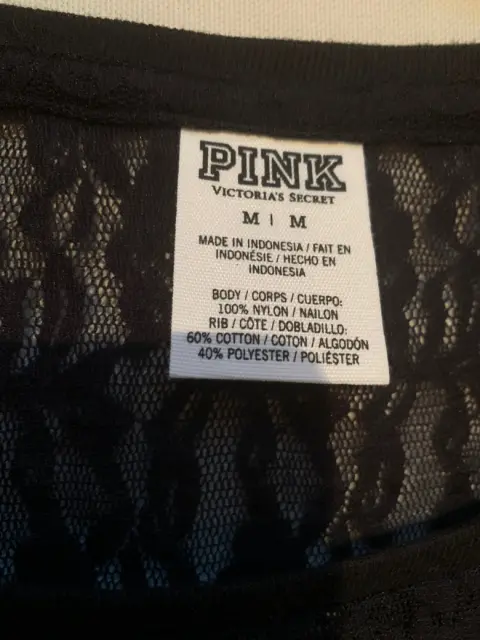 PINK
VICTORIA'S SECRET
M | M
MADE IN INDONESIA / FAIT EN
INDONÉSIE / HECHO EN
INDONESIA
BODY / CORPS / CUERPO:
100% NYLON / NAILON
RIB / CÔTE / DOBLADILLO:
60% COTTON / COTON / ALGODÓN
40% POLYESTER / POLIÉSTER